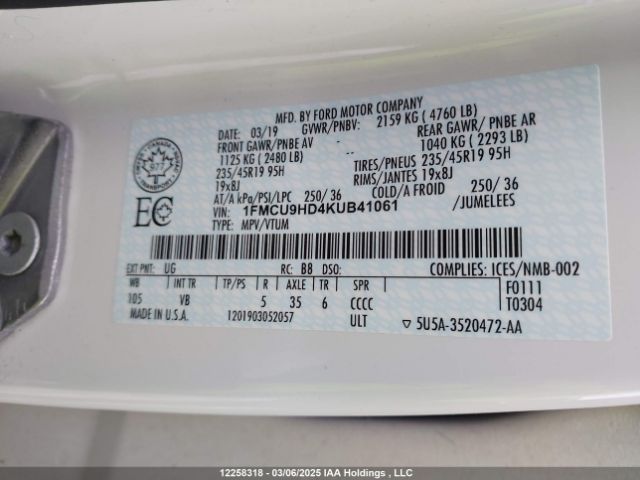 MFD. BY FORD MOTOR COMPANY
DATE: 03/19 GVWR/PNBV: 2159 KG ( 4760 LB)
FRONT GAWR/PNBE AV -- REAR GAWR/ PNBE AR
1125 KG ( 2480 LB) -- 1040 KG ( 2293 LB)
235/45R19 95H TIRES/PNEUS 235/45R19 95H
19x8J RIMS/JANTES 19x8J
AT/A kPa/PSI/LPC 250/ 36 COLD/A FROID 250/ 36
VIN: 1FMCU9HD4KUB41061 /JUMELEES
TYPE: MPV/VTUM
CANADA
TRANSPORT
EC
EXT PNT: UG RC: B8 DSO: COMPLIES: ICES/NMB-002
WB INT TR TP/PS R AXLE TR SPR F0111
105 VB 5 35 6 CCCC T0304
MADE IN U.S.A. 1201903052057 ULT ▽ 5U5A-3520472-AA
12258318 - 03/06/2025 IAA Holdings , LLC